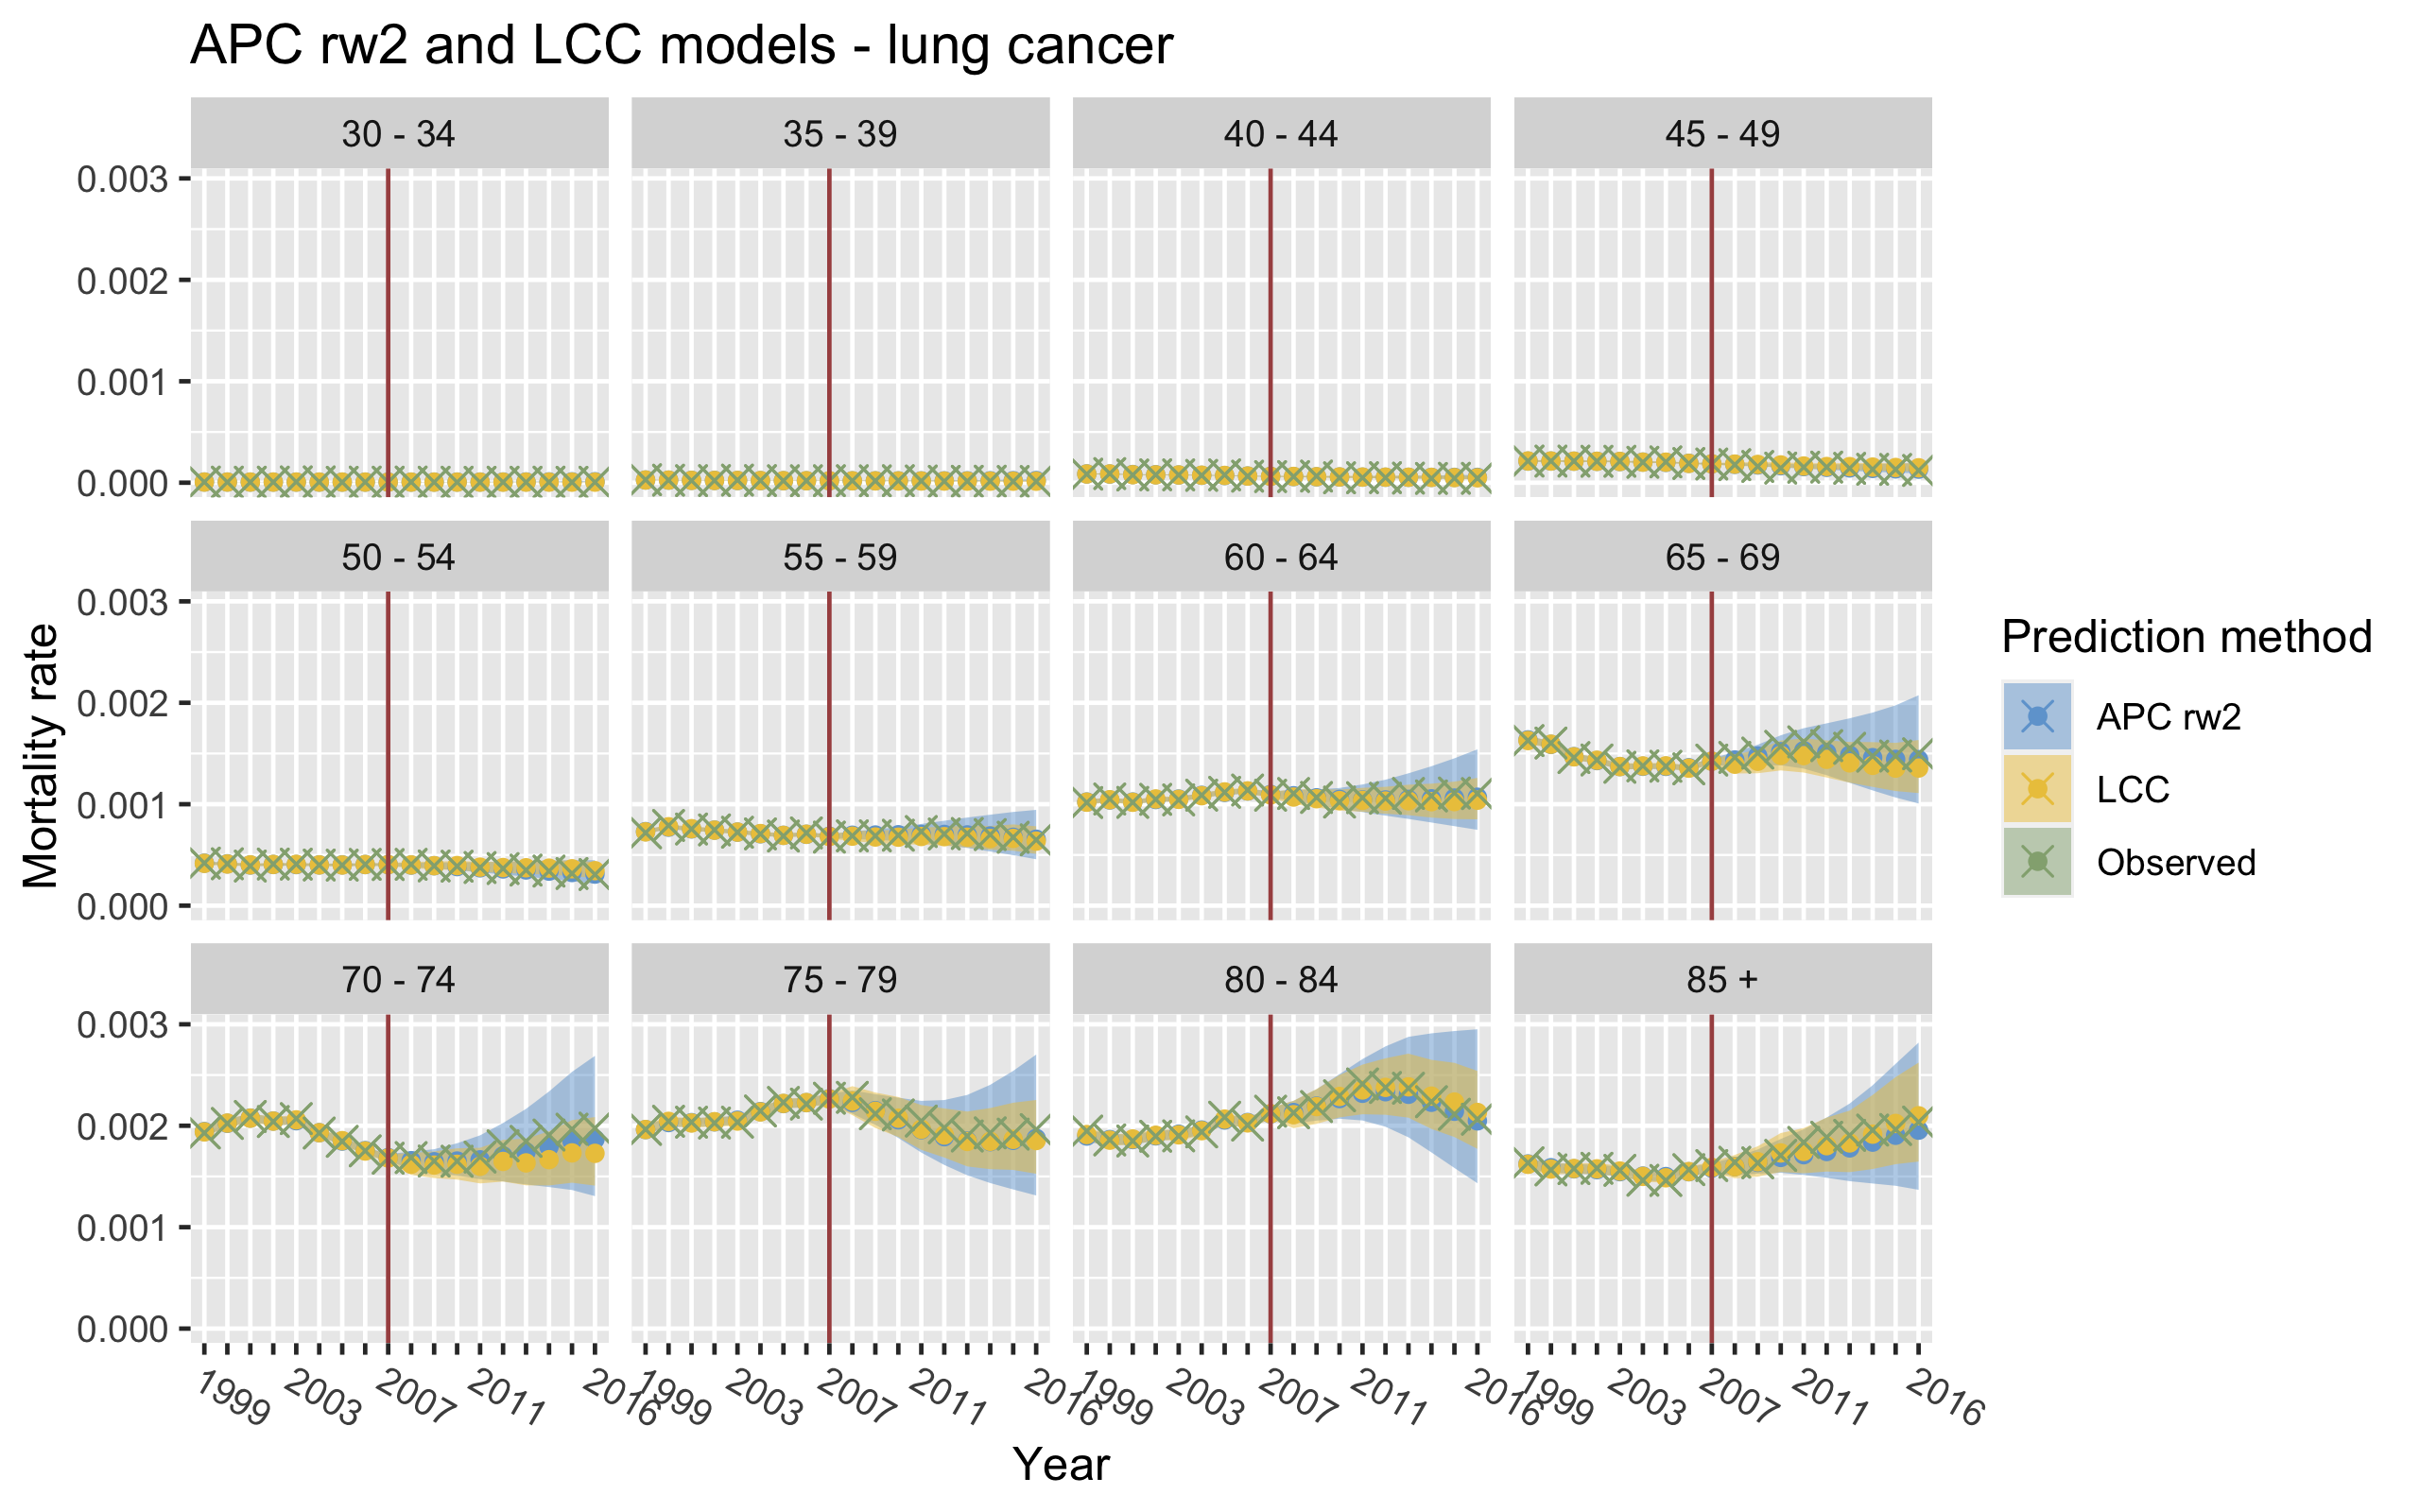 APC rw2 and LCC models - lung cancer
30 - 34
35 - 39
40 - 44
45 - 49
0.003
0.002
0.001
0.000
50 - 54
55 - 59
60 - 64
65 - 69
0.003
0.002
0.001
0.000
70 - 74
75 - 79
80 - 84
85 +
0.003
0.002
0.001
0.000
1999 2003 2007 2011 2016
1999 2003 2007 2011 2016
1999 2003 2007 2011 2016
1999 2003 2007 2011 2016
Year
Mortality rate
Prediction method
APC rw2
LCC
Observed